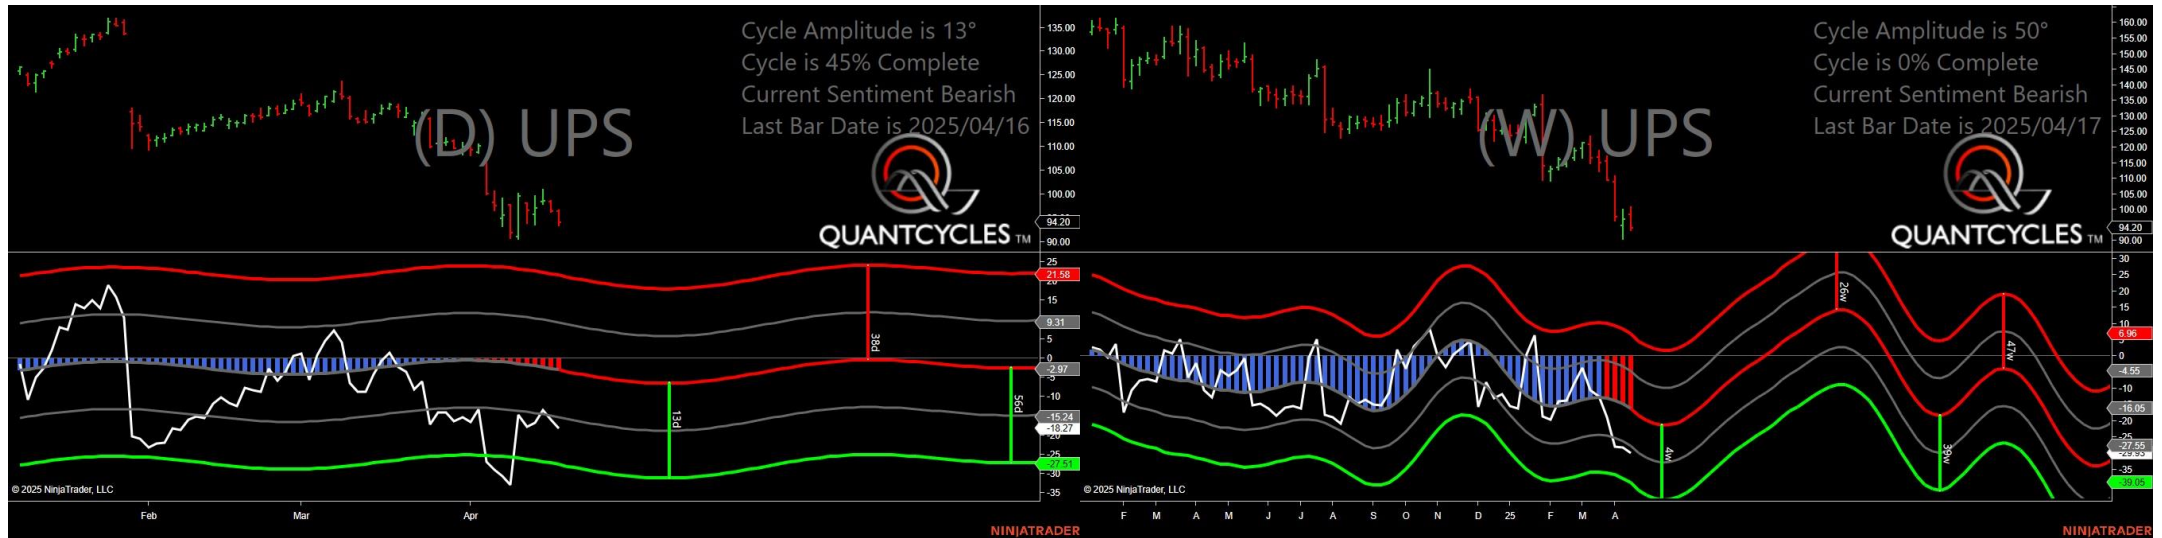 Cycle Amplitude is 13°
Cycle is 45% Complete
Current Sentiment Bearish
Last Bar Date is 2025/04/16
(D) UPS
QUANTCYCLES TM
135.00
130.00
125.00
120.00
115.00
110.00
105.00
100.00
94.20
90.00
25
21.58
20
15
9.31
5
0
-2.97
-5
-10
-15.24
-18.27
-20
-25
-27.51
-30
-35
38d
13d
56d
© 2025 NinjaTrader, LLC
Feb Mar Apr
NINJATRADER
Cycle Amplitude is 50°
Cycle is 0% Complete
Current Sentiment Bearish
Last Bar Date is 2025/04/17
(W) UPS
QUANTCYCLES TM
160.00
155.00
150.00
145.00
140.00
135.00
130.00
125.00
120.00
115.00
110.00
105.00
100.00
94.20
90.00
30
25
20
15
10
6.96
5
0
-4.55
-10
-16.05
-20
-25
-27.55
-29.93
-35
-39.05
26w
47w
4w
39w
© 2025 NinjaTrader, LLC
F M A M J J A S O N D 25 F M A
NINJATRADER